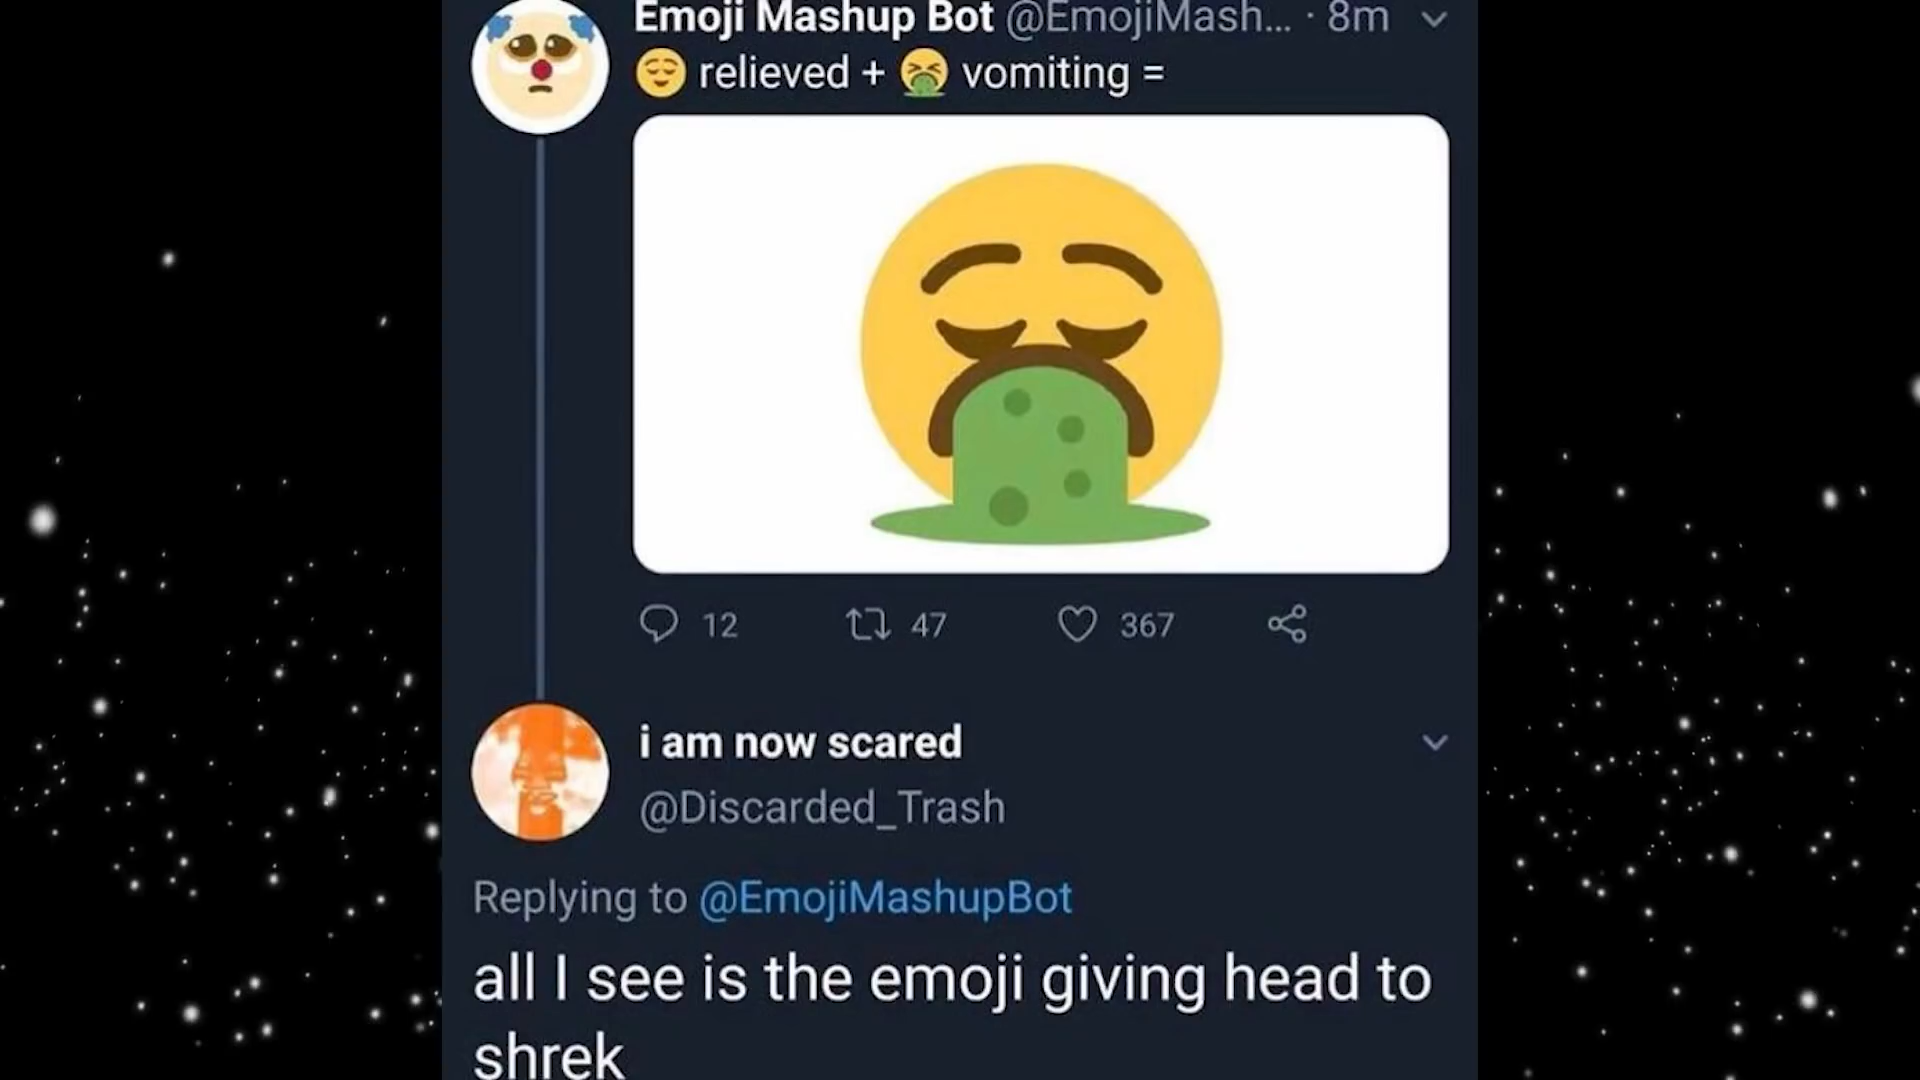 Emoji Mashup Bot @EmojiMash... · 8m
😌 relieved + 🤮 vomiting =
12 47 367
i am now scared
@Discarded_Trash
Replying to @EmojiMashupBot
all I see is the emoji giving head to
shrek